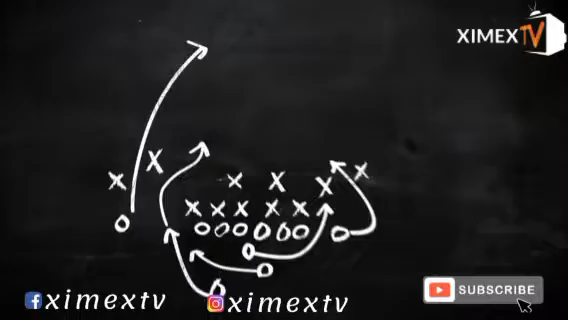 XIMEXTV
X X
X X X X
X X X X X
O O O O O O O O
O
O
O
ximextv
ximextv
SUBSCRIBE